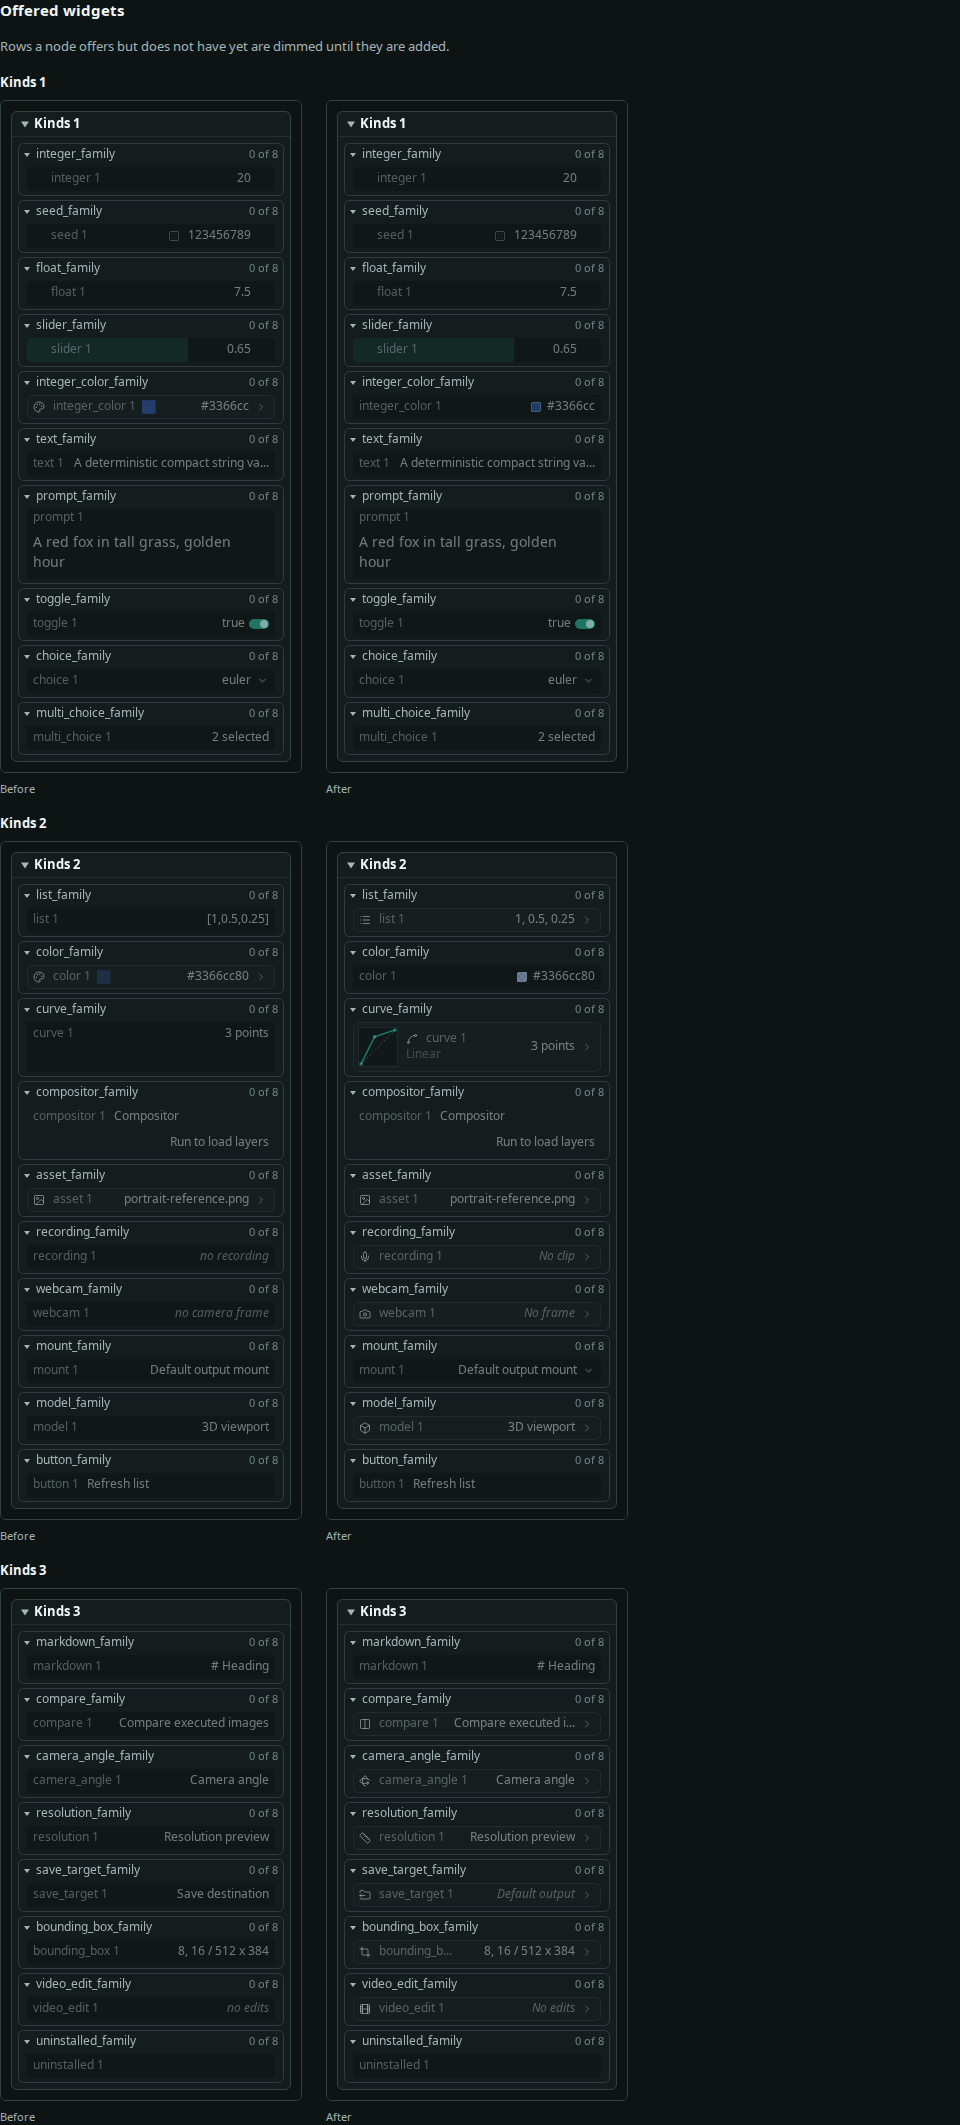 Offered widgets
Rows a node offers but does not have yet are dimmed until they are added.
Kinds 1
Kinds 1
integer_family 0 of 8
integer 1 20
seed_family 0 of 8
seed 1 123456789
float_family 0 of 8
float 1 7.5
slider_family 0 of 8
slider 1 0.65
integer_color_family 0 of 8
integer_color 1 #3366cc
text_family 0 of 8
text 1 A deterministic compact string va...
prompt_family 0 of 8
prompt 1
A red fox in tall grass, golden
hour
toggle_family 0 of 8
toggle 1 true
choice_family 0 of 8
choice 1 euler
multi_choice_family 0 of 8
multi_choice 1 2 selected
Before
Kinds 1
integer_family 0 of 8
integer 1 20
seed_family 0 of 8
seed 1 123456789
float_family 0 of 8
float 1 7.5
slider_family 0 of 8
slider 1 0.65
integer_color_family 0 of 8
integer_color 1 #3366cc
text_family 0 of 8
text 1 A deterministic compact string va...
prompt_family 0 of 8
prompt 1
A red fox in tall grass, golden
hour
toggle_family 0 of 8
toggle 1 true
choice_family 0 of 8
choice 1 euler
multi_choice_family 0 of 8
multi_choice 1 2 selected
After
Kinds 2
Kinds 2
list_family 0 of 8
list 1 [1,0.5,0.25]
color_family 0 of 8
color 1 #3366cc80
curve_family 0 of 8
curve 1 3 points
compositor_family 0 of 8
compositor 1 Compositor
Run to load layers
asset_family 0 of 8
asset 1 portrait-reference.png
recording_family 0 of 8
recording 1 no recording
webcam_family 0 of 8
webcam 1 no camera frame
mount_family 0 of 8
mount 1 Default output mount
model_family 0 of 8
model 1 3D viewport
button_family 0 of 8
button 1 Refresh list
Before
Kinds 2
list_family 0 of 8
list 1 1, 0.5, 0.25
color_family 0 of 8
color 1 #3366cc80
curve_family 0 of 8
curve 1
Linear
3 points
compositor_family 0 of 8
compositor 1 Compositor
Run to load layers
asset_family 0 of 8
asset 1 portrait-reference.png
recording_family 0 of 8
recording 1 No clip
webcam_family 0 of 8
webcam 1 No frame
mount_family 0 of 8
mount 1 Default output mount
model_family 0 of 8
model 1 3D viewport
button_family 0 of 8
button 1 Refresh list
After
Kinds 3
Kinds 3
markdown_family 0 of 8
markdown 1 # Heading
compare_family 0 of 8
compare 1 Compare executed images
camera_angle_family 0 of 8
camera_angle 1 Camera angle
resolution_family 0 of 8
resolution 1 Resolution preview
save_target_family 0 of 8
save_target 1 Save destination
bounding_box_family 0 of 8
bounding_box 1 8, 16 / 512 x 384
video_edit_family 0 of 8
video_edit 1 no edits
uninstalled_family 0 of 8
uninstalled 1
Before
Kinds 3
markdown_family 0 of 8
markdown 1 # Heading
compare_family 0 of 8
compare 1 Compare executed i...
camera_angle_family 0 of 8
camera_angle 1 Camera angle
resolution_family 0 of 8
resolution 1 Resolution preview
save_target_family 0 of 8
save_target 1 Default output
bounding_box_family 0 of 8
bounding_b... 8, 16 / 512 x 384
video_edit_family 0 of 8
video_edit 1 No edits
uninstalled_family 0 of 8
uninstalled 1
After